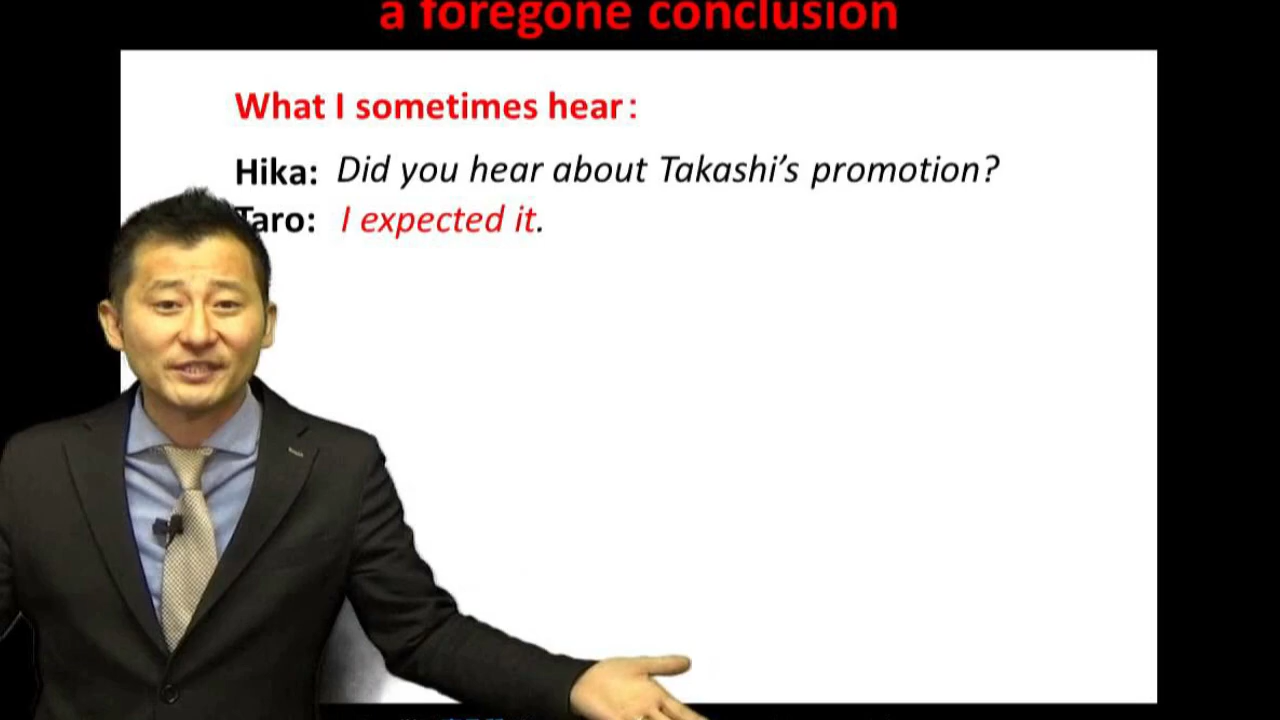 a foregone conclusion
What I sometimes hear:
Hika: Did you hear about Takashi's promotion?
Taro: I expected it.